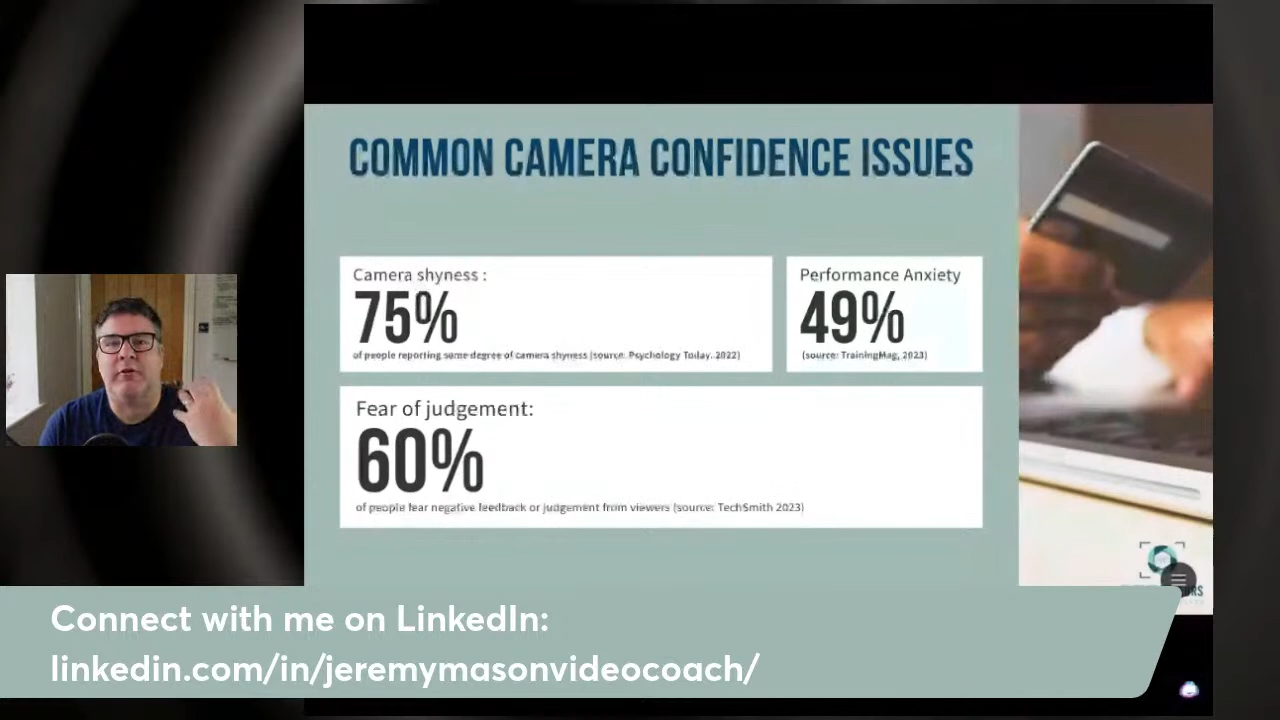 COMMON CAMERA CONFIDENCE ISSUES
Camera shyness :
75%
of people reporting some degree of camera shyness (source: Psychology Today, 2022)
Performance Anxiety
49%
(source: TrainingMag, 2023)
Fear of judgement:
60%
of people fear negative feedback or judgement from viewers (source: TechSmith 2023)
Connect with me on LinkedIn:
linkedin.com/in/jeremymasonvideocoach/